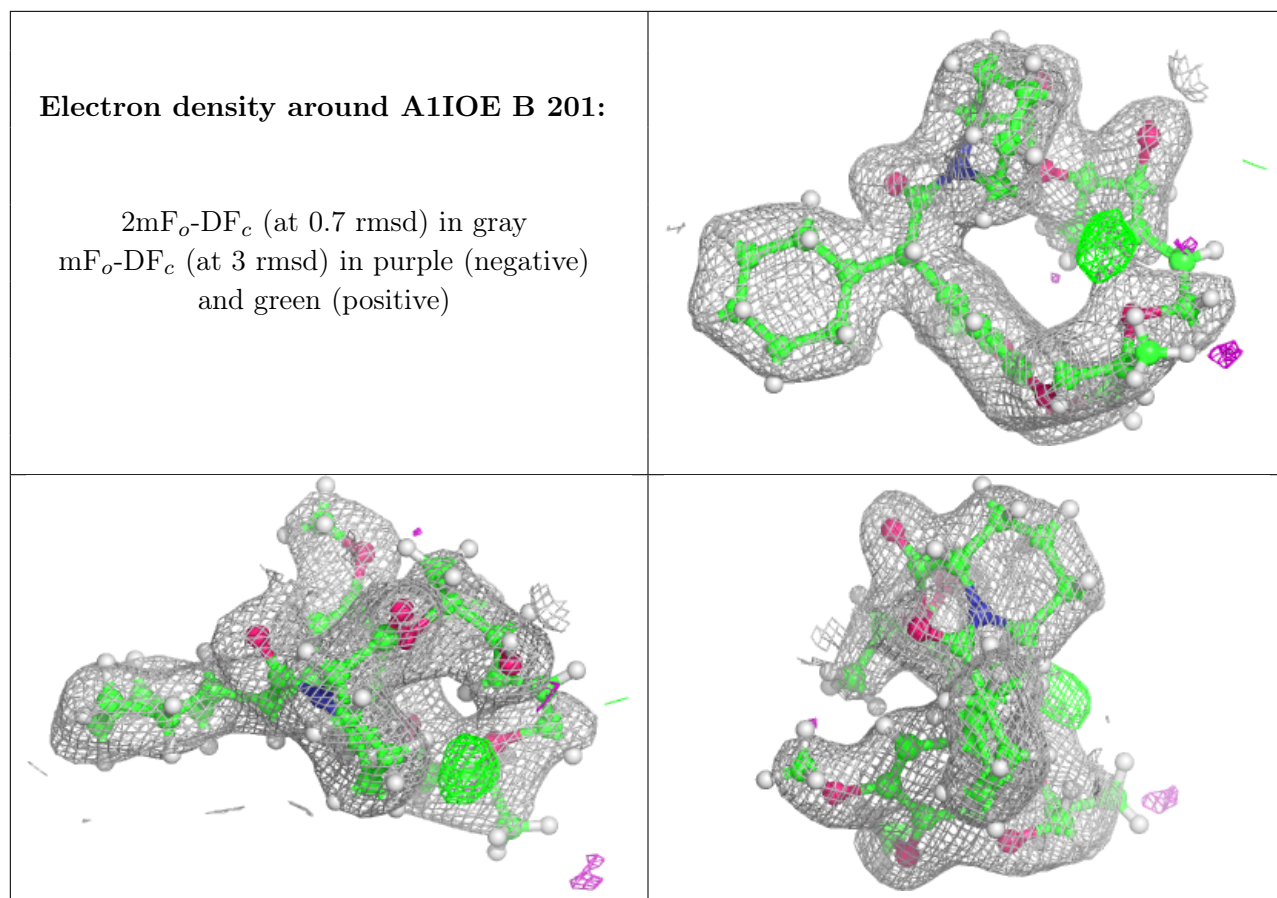 Electron density around A1IOE B 201:
2mFo-DFc (at 0.7 rmsd) in gray
mFo-DFc (at 3 rmsd) in purple (negative)
and green (positive)